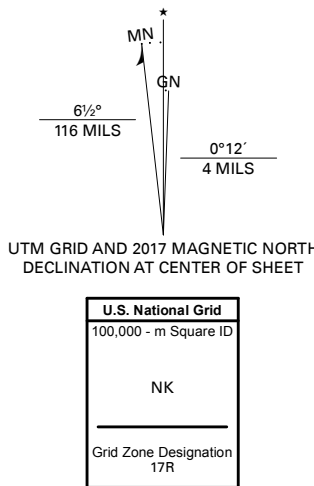 ★
MN
GN
6½°
116 MILS
0°12´
4 MILS
UTM GRID AND 2017 MAGNETIC NORTH
DECLINATION AT CENTER OF SHEET
U.S. National Grid
100,000 - m Square ID
NK
Grid Zone Designation
17R